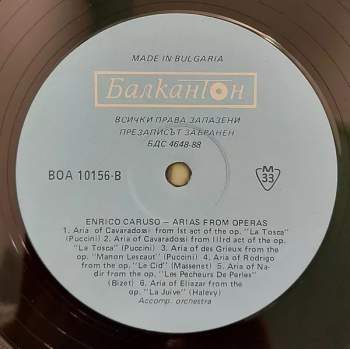 MADE IN BULGARIA
Балкантон
ВСИЧКИ ПРАВА ЗАПАЗЕНИ
ПРЕЗАПИСЪТ ЗАБРАНЕН
БДС 4648-88
ВОА 10156-В
M
33
ENRICO CARUSO — ARIAS FROM OPERAS
1. Aria of Cavaradossi from Ist act of the op. "La Tosca"
(Puccini) 2. Aria of Cavaradossi from IIIrd act of the op.
"La Tosca" (Puccini) 3. Aria of des Grieux from the
op. "Manon Lescaut" (Puccini) 4. Aria of Rodrigo
from the op. "Le Cid" (Massenet) 5. Aria of Na-
dir from the op. "Les Pecheurs De Perles"
(Bizet) 6. Aria of Eliazar from the
op. "La Juive" (Halevy)
Accomp. orchestra